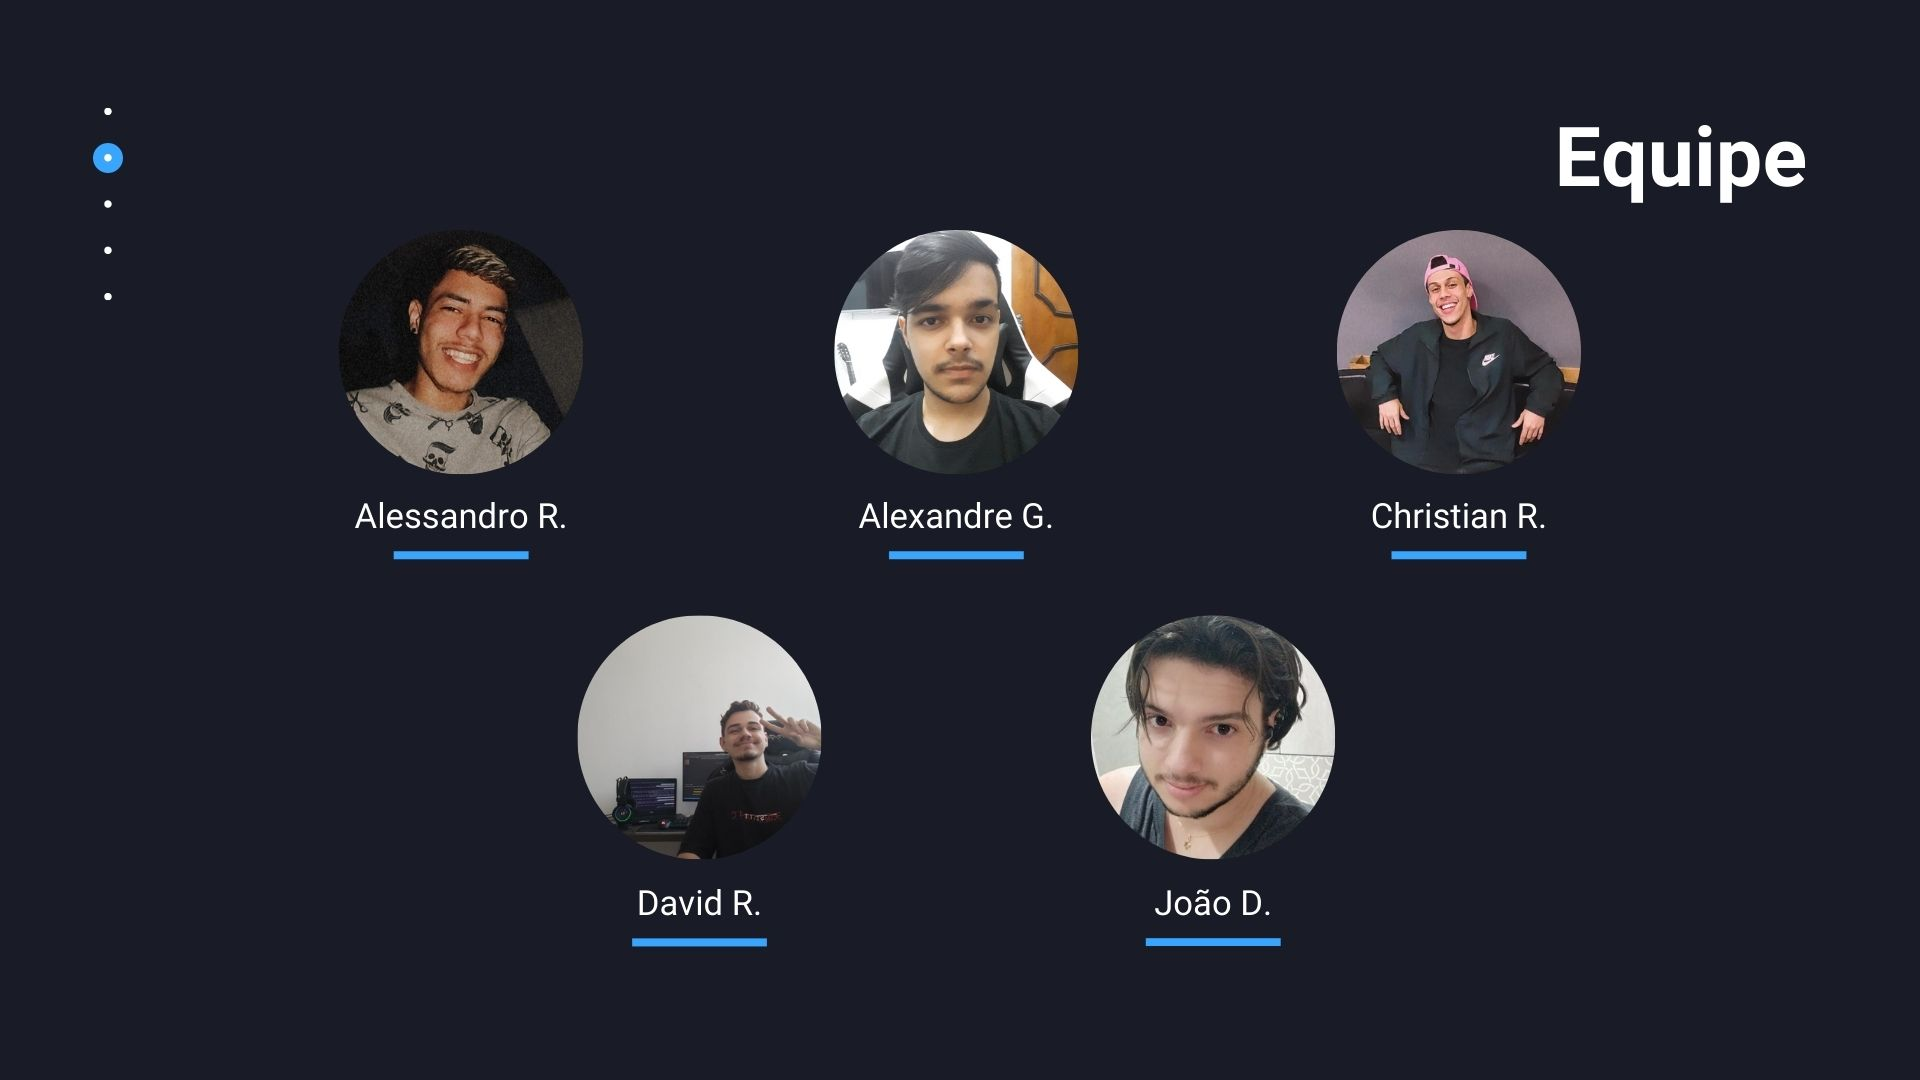 Equipe
Alessandro R.
Alexandre G.
Christian R.
David R.
João D.